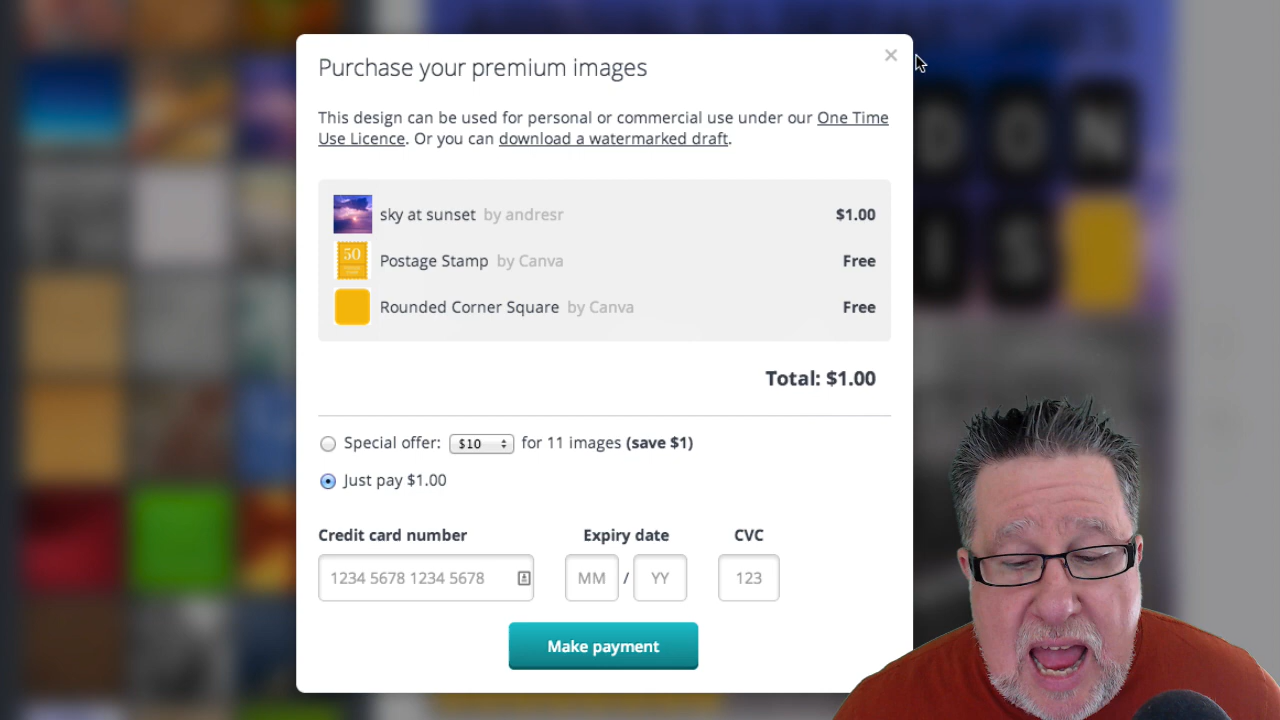 Purchase your premium images
×
This design can be used for personal or commercial use under our One Time
Use Licence. Or you can download a watermarked draft.
sky at sunset by andresr $1.00
50
Postage Stamp by Canva Free
Rounded Corner Square by Canva Free
Total: $1.00
Special offer: $10 for 11 images (save $1)
Just pay $1.00
Credit card number Expiry date CVC
1234 5678 1234 5678 MM / YY 123
Make payment
D O N
I S